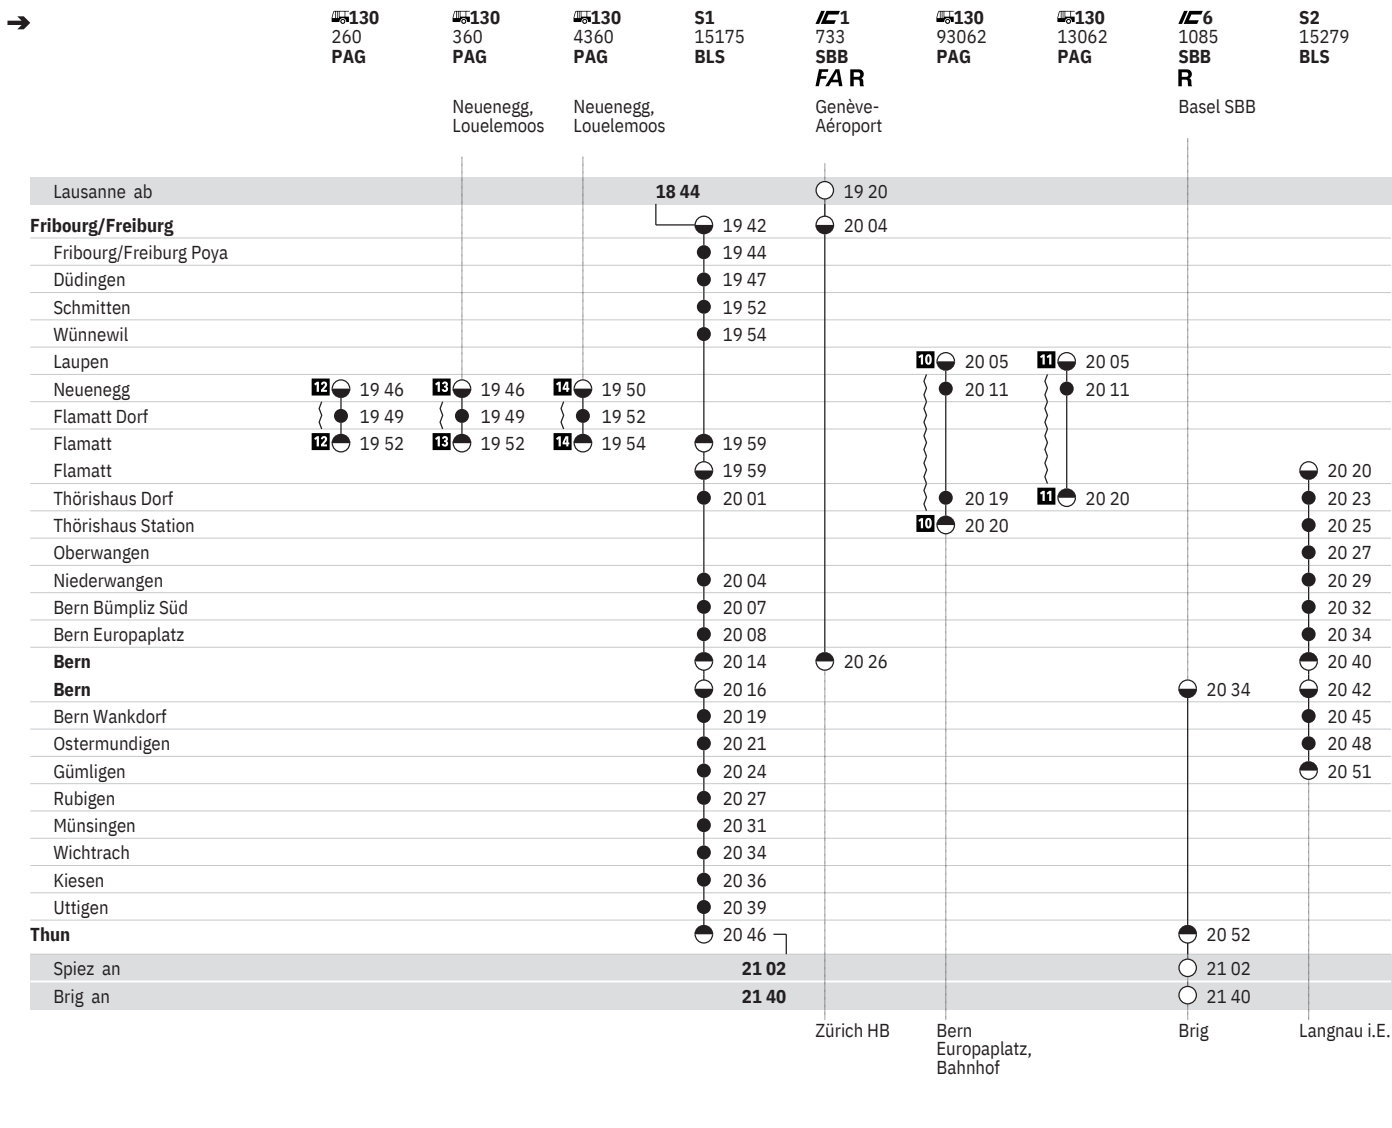 ➔ 130 130 130 S1 IC 1 130 130 IC 6 S2
260 360 4360 15175 733 93062 13062 1085 15279
PAG PAG PAG BLS SBB PAG PAG SBB BLS
FA R R
Neuenegg, Neuenegg, Genève- Basel SBB
Louelemoos Louelemoos Aéroport
Lausanne ab 18 44 19 20
Fribourg/Freiburg 19 42 20 04
Fribourg/Freiburg Poya 19 44
Düdingen 19 47
Schmitten 19 52
Wünnewil 19 54
Laupen 10 20 05 11 20 05
Neuenegg 12 19 46 13 19 46 14 19 50 20 11 20 11
Flamatt Dorf 19 49 19 49 19 52
Flamatt 12 19 52 13 19 52 14 19 54 19 59
Flamatt 19 59 20 20
Thörishaus Dorf 20 01 20 19 11 20 20 20 23
Thörishaus Station 10 20 20 20 25
Oberwangen 20 27
Niederwangen 20 04 20 29
Bern Bümpliz Süd 20 07 20 32
Bern Europaplatz 20 08 20 34
Bern 20 14 20 26 20 40
Bern 20 16 20 34 20 42
Bern Wankdorf 20 19 20 45
Ostermundigen 20 21 20 48
Gümligen 20 24 20 51
Rubigen 20 27
Münsingen 20 31
Wichtrach 20 34
Kiesen 20 36
Uttigen 20 39
Thun 20 46 20 52
Spiez an 21 02 21 02
Brig an 21 40 21 40
Zürich HB Bern Brig Langnau i.E.
Europaplatz,
Bahnhof